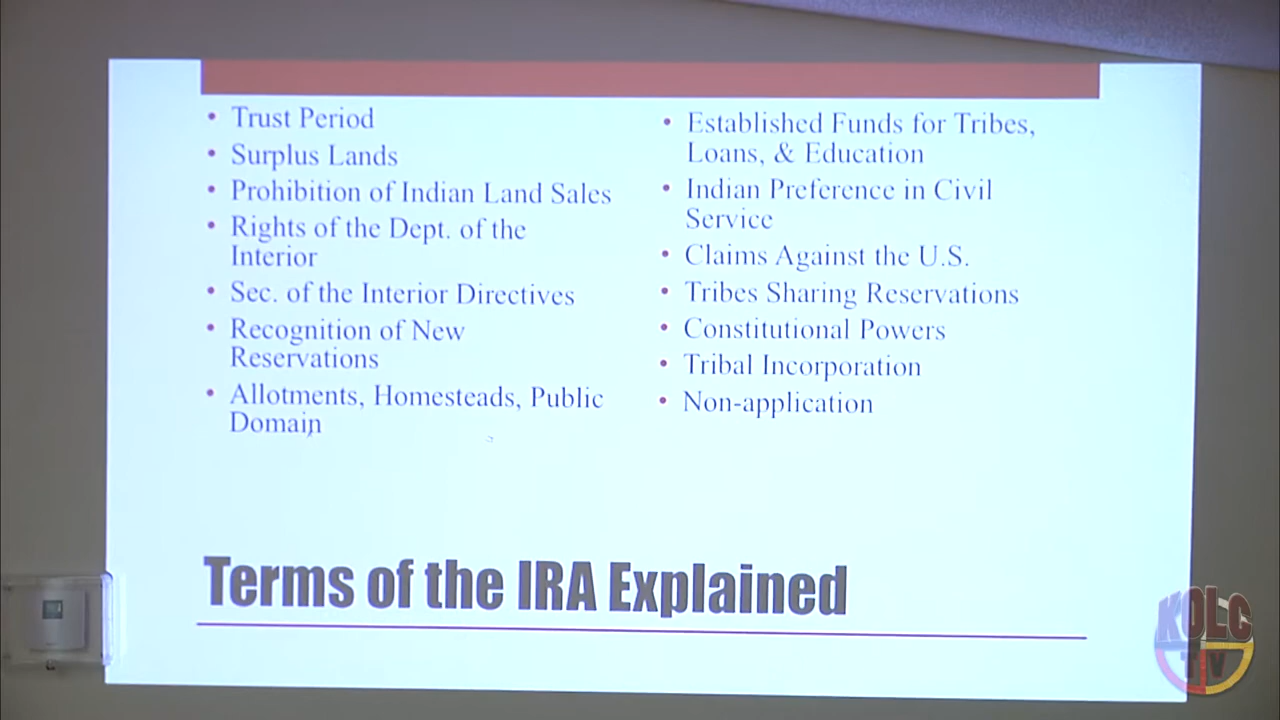 • Trust Period
• Surplus Lands
• Prohibition of Indian Land Sales
• Rights of the Dept. of the
Interior
• Sec. of the Interior Directives
• Recognition of New
Reservations
• Allotments, Homesteads, Public
Domain
• Established Funds for Tribes,
Loans, & Education
• Indian Preference in Civil
Service
• Claims Against the U.S.
• Tribes Sharing Reservations
• Constitutional Powers
• Tribal Incorporation
• Non-application
Terms of the IRA Explained
KOLC
TV